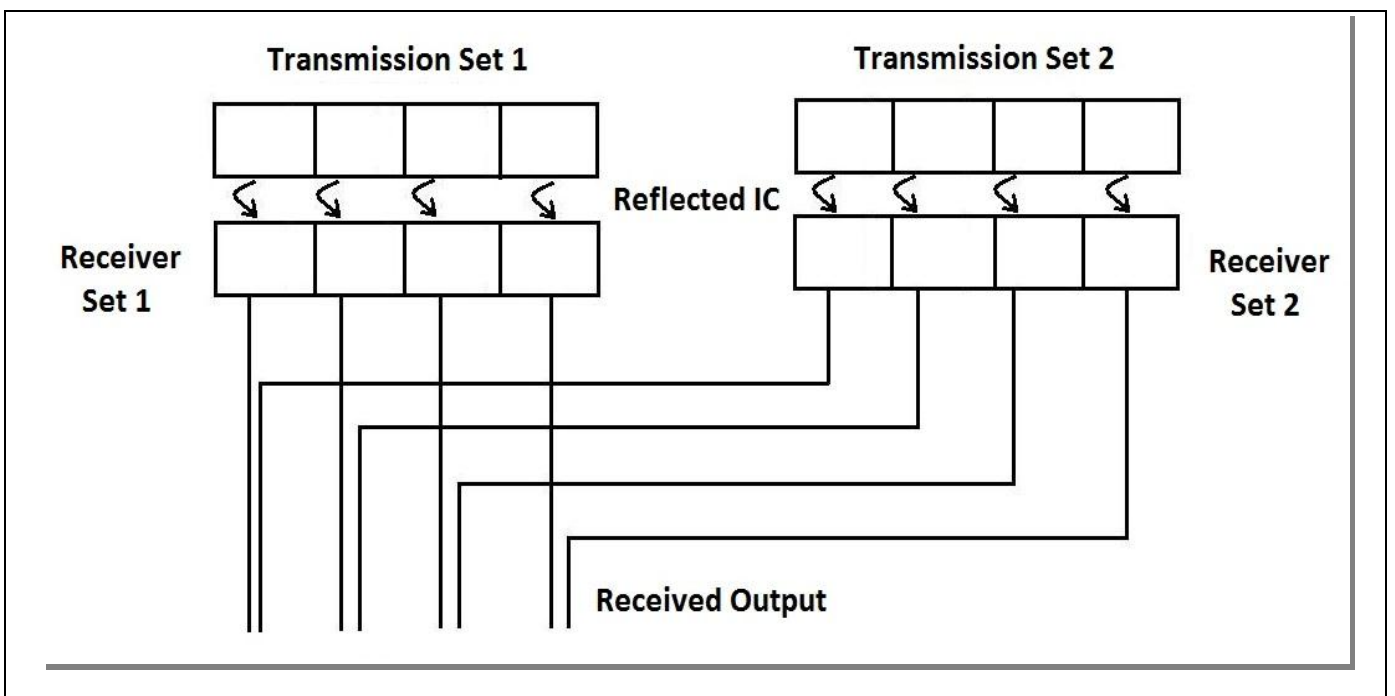 Transmission Set 1
Transmission Set 2
Reflected IC
Receiver
Set 1
Receiver
Set 2
Received Output